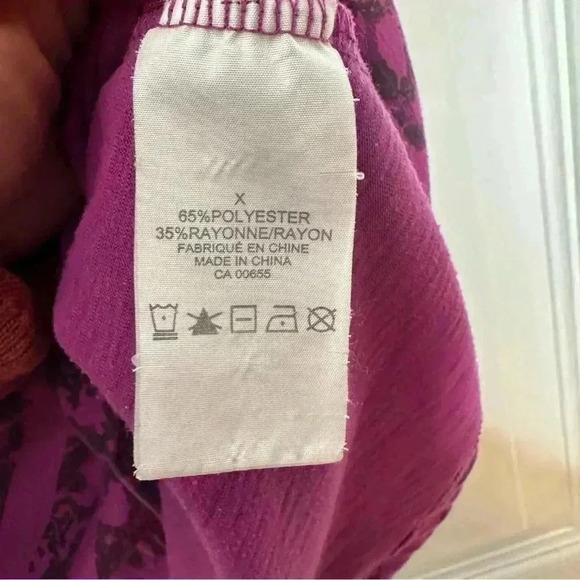 X
65%POLYESTER
35%RAYONNE/RAYON
FABRIQUÉ EN CHINE
MADE IN CHINA
CA 00655